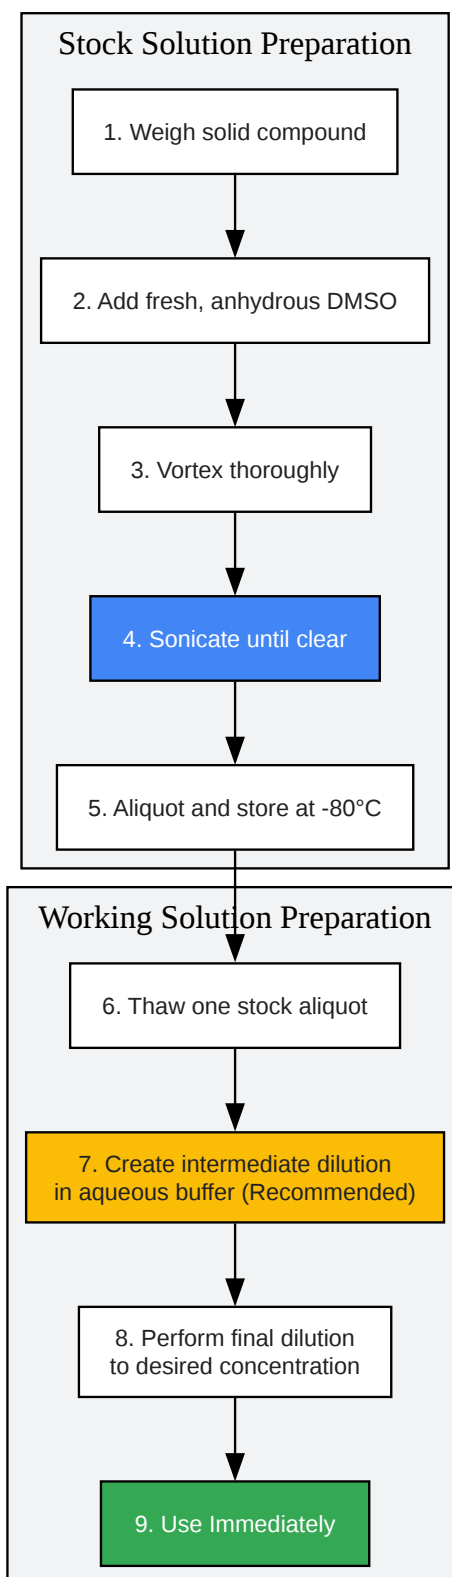 Stock Solution Preparation
1. Weigh solid compound
2. Add fresh, anhydrous DMSO
3. Vortex thoroughly
4. Sonicate until clear
5. Aliquot and store at -80°C
Working Solution Preparation
6. Thaw one stock aliquot
7. Create intermediate dilution
in aqueous buffer (Recommended)
8. Perform final dilution
to desired concentration
9. Use Immediately